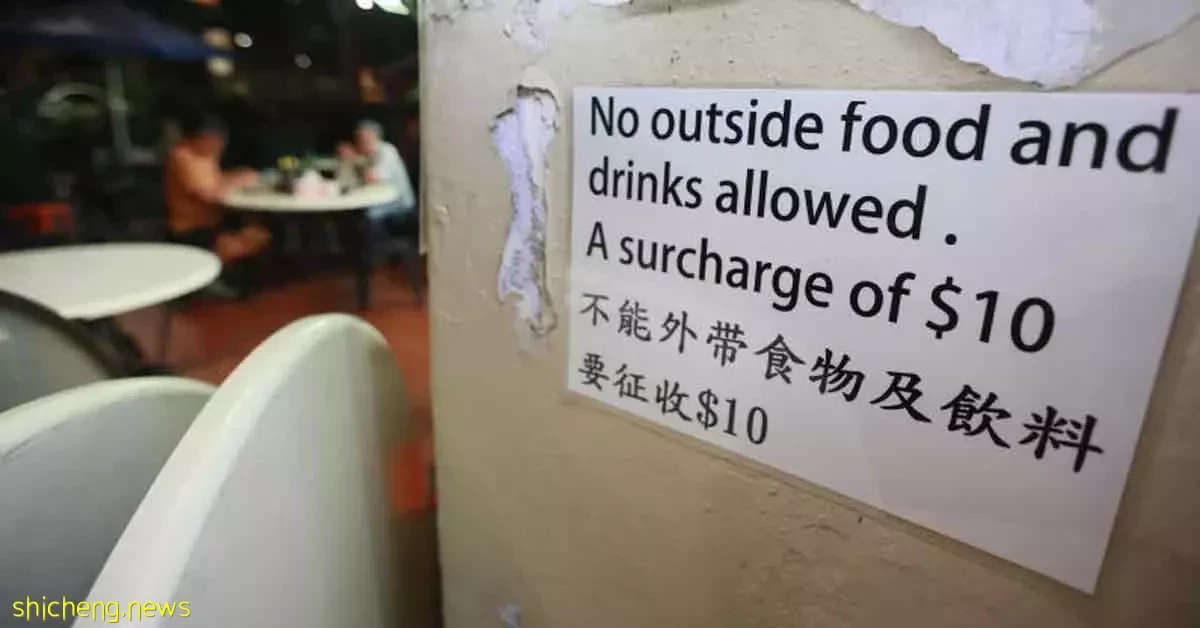 No outside food and
drinks allowed .
A surcharge of $10
不能外带食物及飲料
要征收$10
shicheng.news